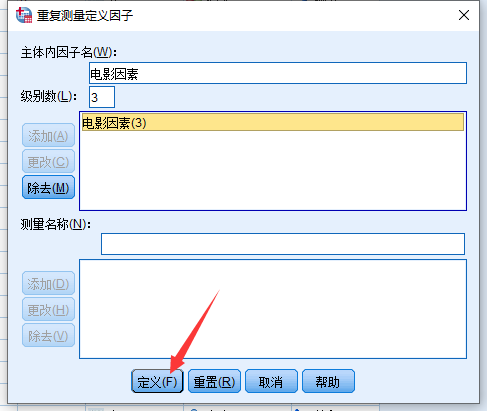 重复测量定义因子
主体内因子名(W):
电影因素
级别数(L): 3
添加(A)
更改(C)
除去(M)
电影因素(3)
测量名称(N):
添加(D)
更改(H)
除去(V)
定义(F) 重置(R) 取消 帮助